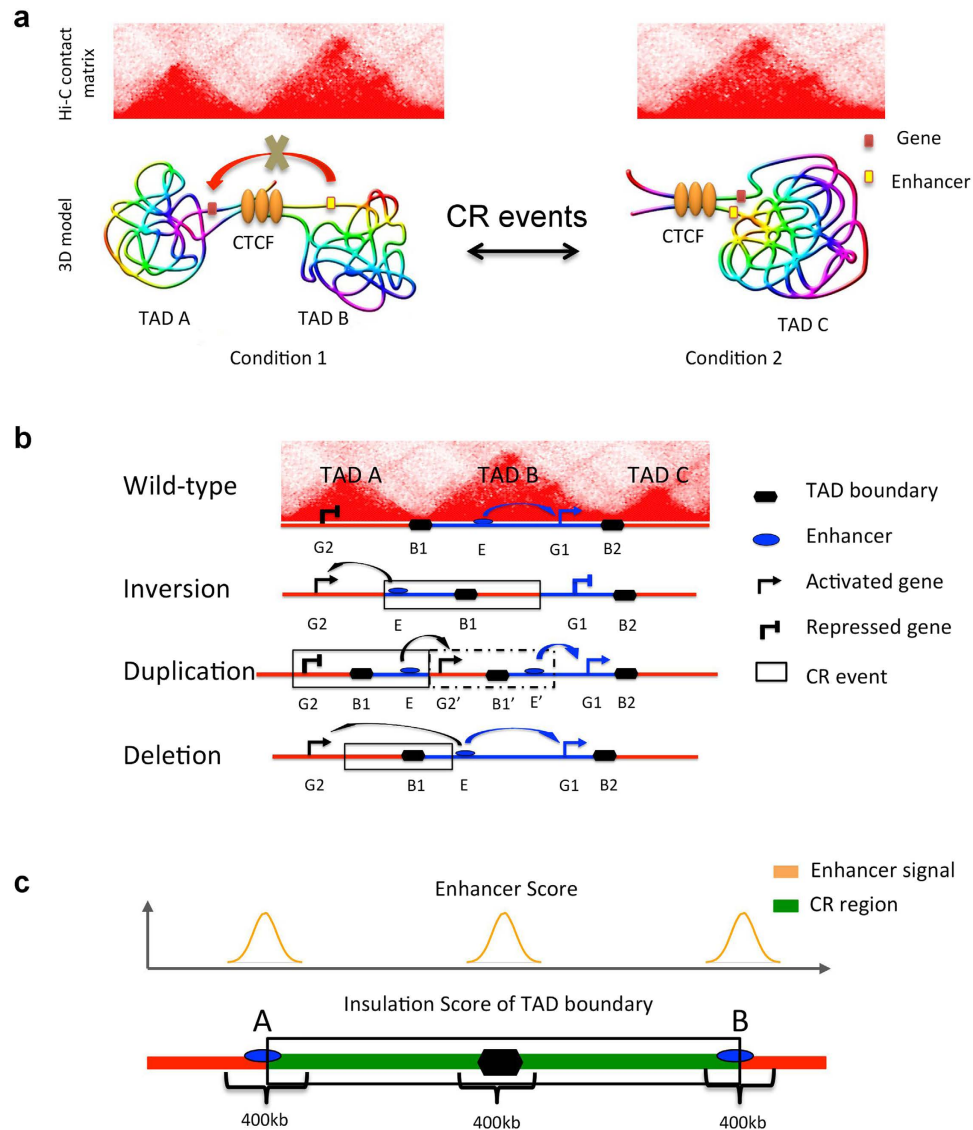 a
Hi-C contact
matrix
3D model
Gene
Enhancer
CTCF
CTCF
CR events
TAD A
TAD B
TAD C
Condition 1
Condition 2
b
Wild-type
TAD A
TAD B
TAD C
G2
B1
E
G1
B2
TAD boundary
Enhancer
Activated gene
Repressed gene
CR event
Inversion
G2
E
B1
G1
B2
Duplication
G2
B1
E
G2’
B1’
E’
G1
B2
Deletion
G2
B1
E
G1
B2
c
Enhancer signal
CR region
Enhancer Score
Insulation Score of TAD boundary
A
B
400kb
400kb
400kb